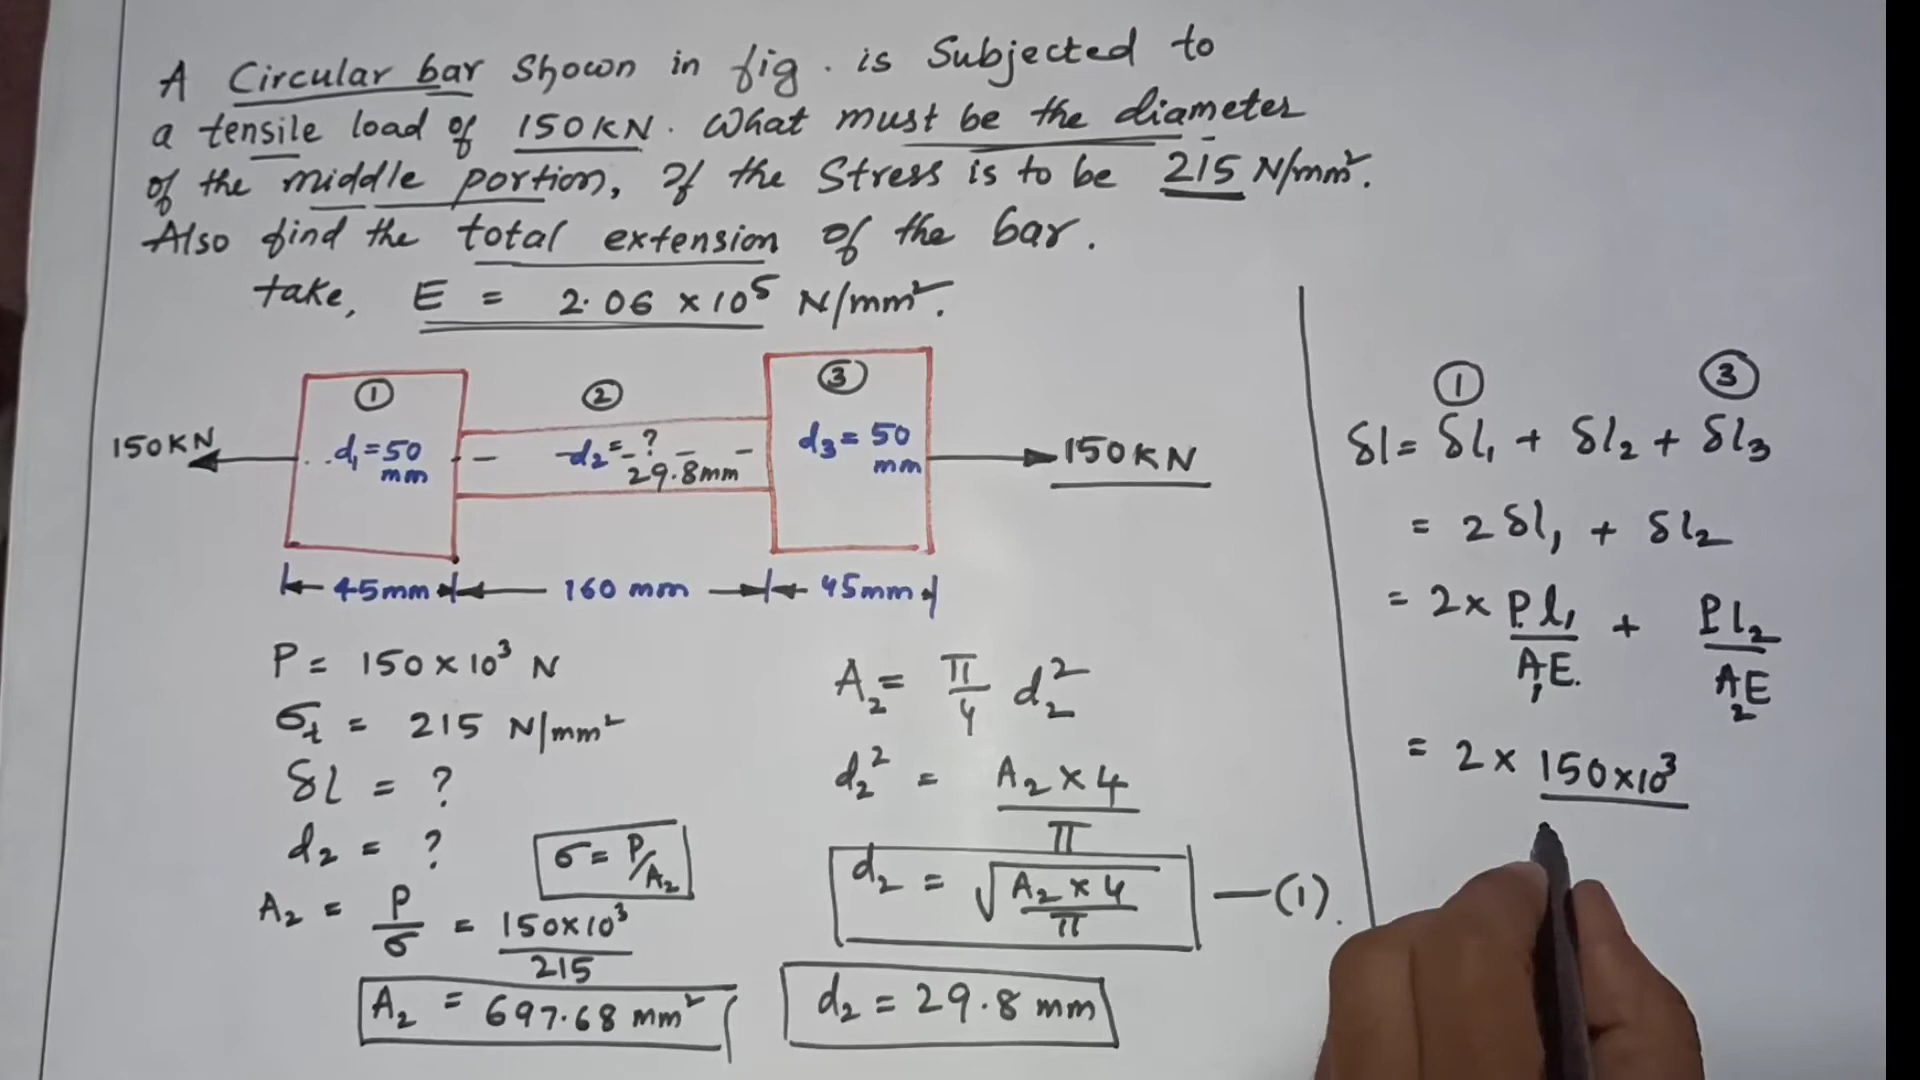 A Circular bar Shown in fig. is Subjected to
a tensile load of 150KN. What must be the diameter
of the middle portion, If the Stress is to be 215 N/mm².
Also find the total extension of the bar.
take, E = 2.06 × 10⁵ N/mm².
① ② ③
150KN d₁=50 mm d₂=? 29.8mm d₃=50 mm 150KN
45mm 160 mm 45mm
P = 150×10³ N
σt = 215 N/mm²
δl = ?
d₂ = ?
σ = P/A₂
A₂ = P/σ = 150×10³/215
A₂ = 697.68 mm²
A₂ = π/4 d₂²
d₂² = A₂×4/π
d₂ = √(A₂×4/π) —(1).
d₂ = 29.8 mm
① ③
δl = δl₁ + δl₂ + δl₃
= 2δl₁ + δl₂
= 2× Pl₁/A₁E. + Pl₂/A₂E
= 2× 150×10³